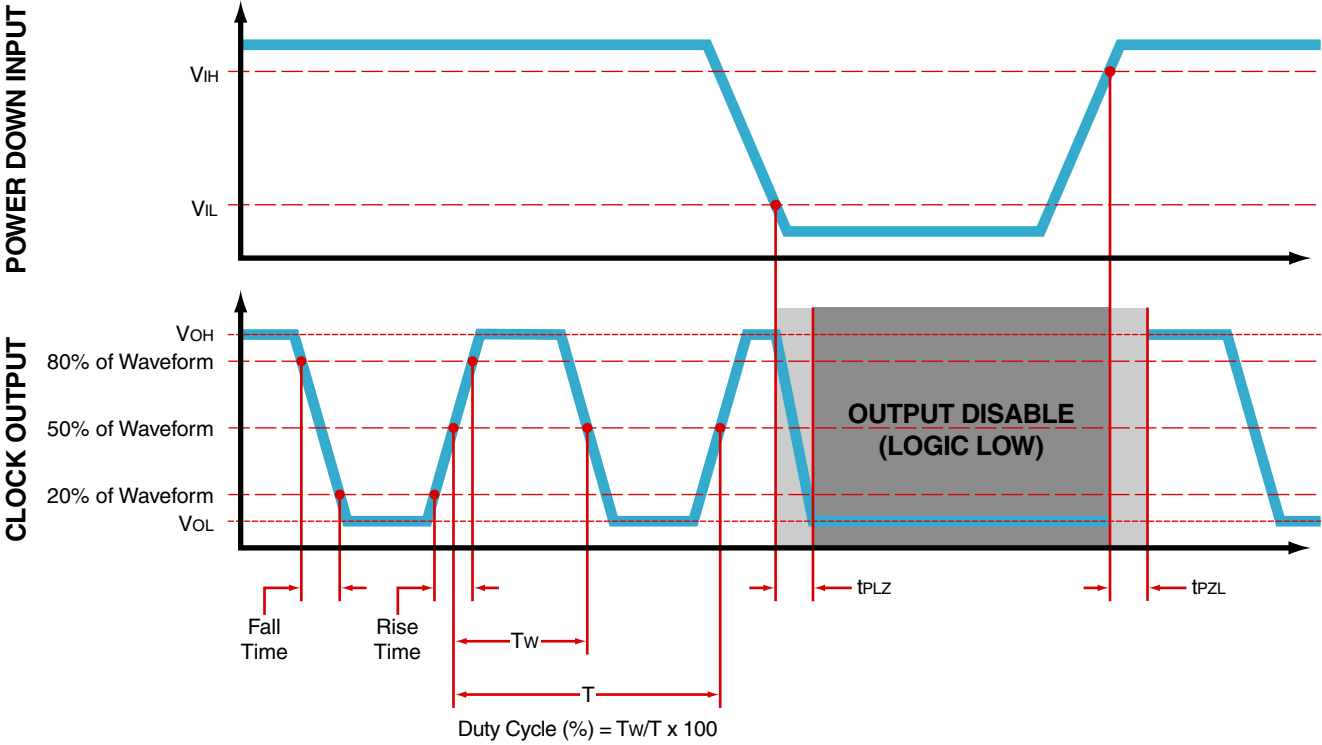 POWER DOWN INPUT
VIH
VIL
CLOCK OUTPUT
VOH
80% of Waveform
50% of Waveform
20% of Waveform
VOL
OUTPUT DISABLE
(LOGIC LOW)
Fall
Time
Rise
Time
tPLZ
tPZL
TW
T
Duty Cycle (%) = TW/T x 100